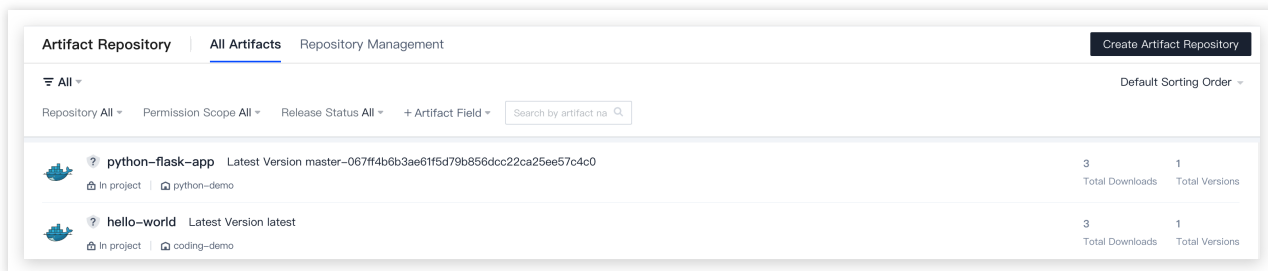 Artifact Repository All Artifacts Repository Management Create Artifact Repository
All Default Sorting Order
Repository All Permission Scope All Release Status All + Artifact Field Search by artifact na
? python-flask-app Latest Version master-067ff4b6b3ae61f5d79b856dcc22ca25ee57c4c0 3 1
In project python-demo Total Downloads Total Versions
? hello-world Latest Version latest 3 1
In project coding-demo Total Downloads Total Versions